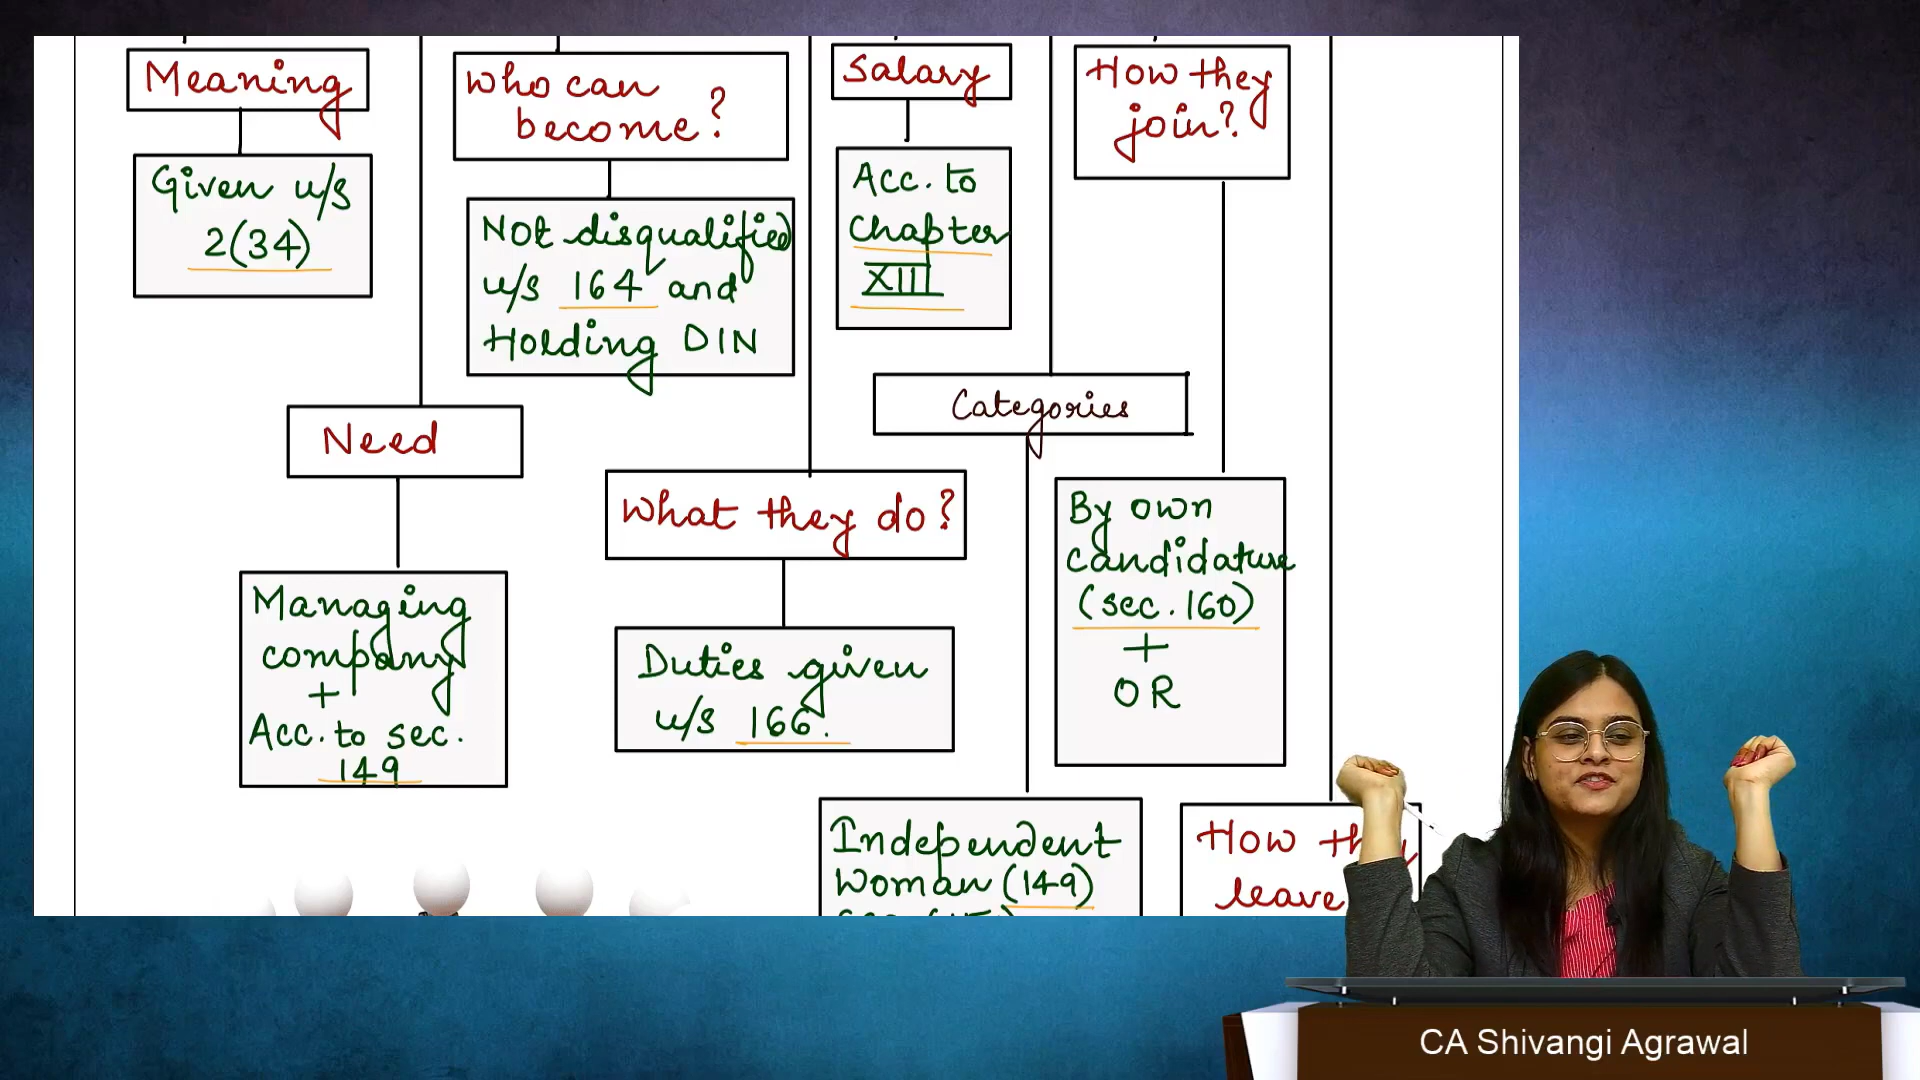 Meaning
Given u/s
2(34)
Need
Managing
company
+
Acc. to sec.
149
Who can
become?
Not disqualified
u/s 164 and
Holding DIN
What they do?
Duties given
u/s 166.
Salary
Acc. to
Chapter
XIII
Categories
Independent
Woman (149)
How they
join?
By own
candidature
(sec. 160)
+
OR
How
leave
CA Shivangi Agrawal